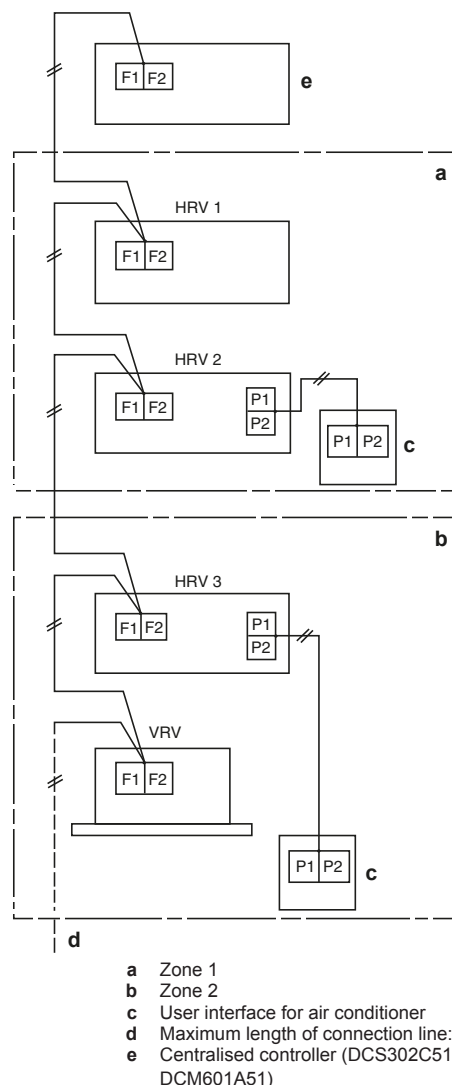 F1 F2
e
a
HRV 1
F1 F2
HRV 2
F1 F2
P1
P2
P1 P2
c
b
HRV 3
F1 F2
P1
P2
VRV
F1 F2
P1 P2
c
d
a Zone 1
b Zone 2
c User interface for air conditioner
d Maximum length of connection line:
e Centralised controller (DCS302C51
DCM601A51)